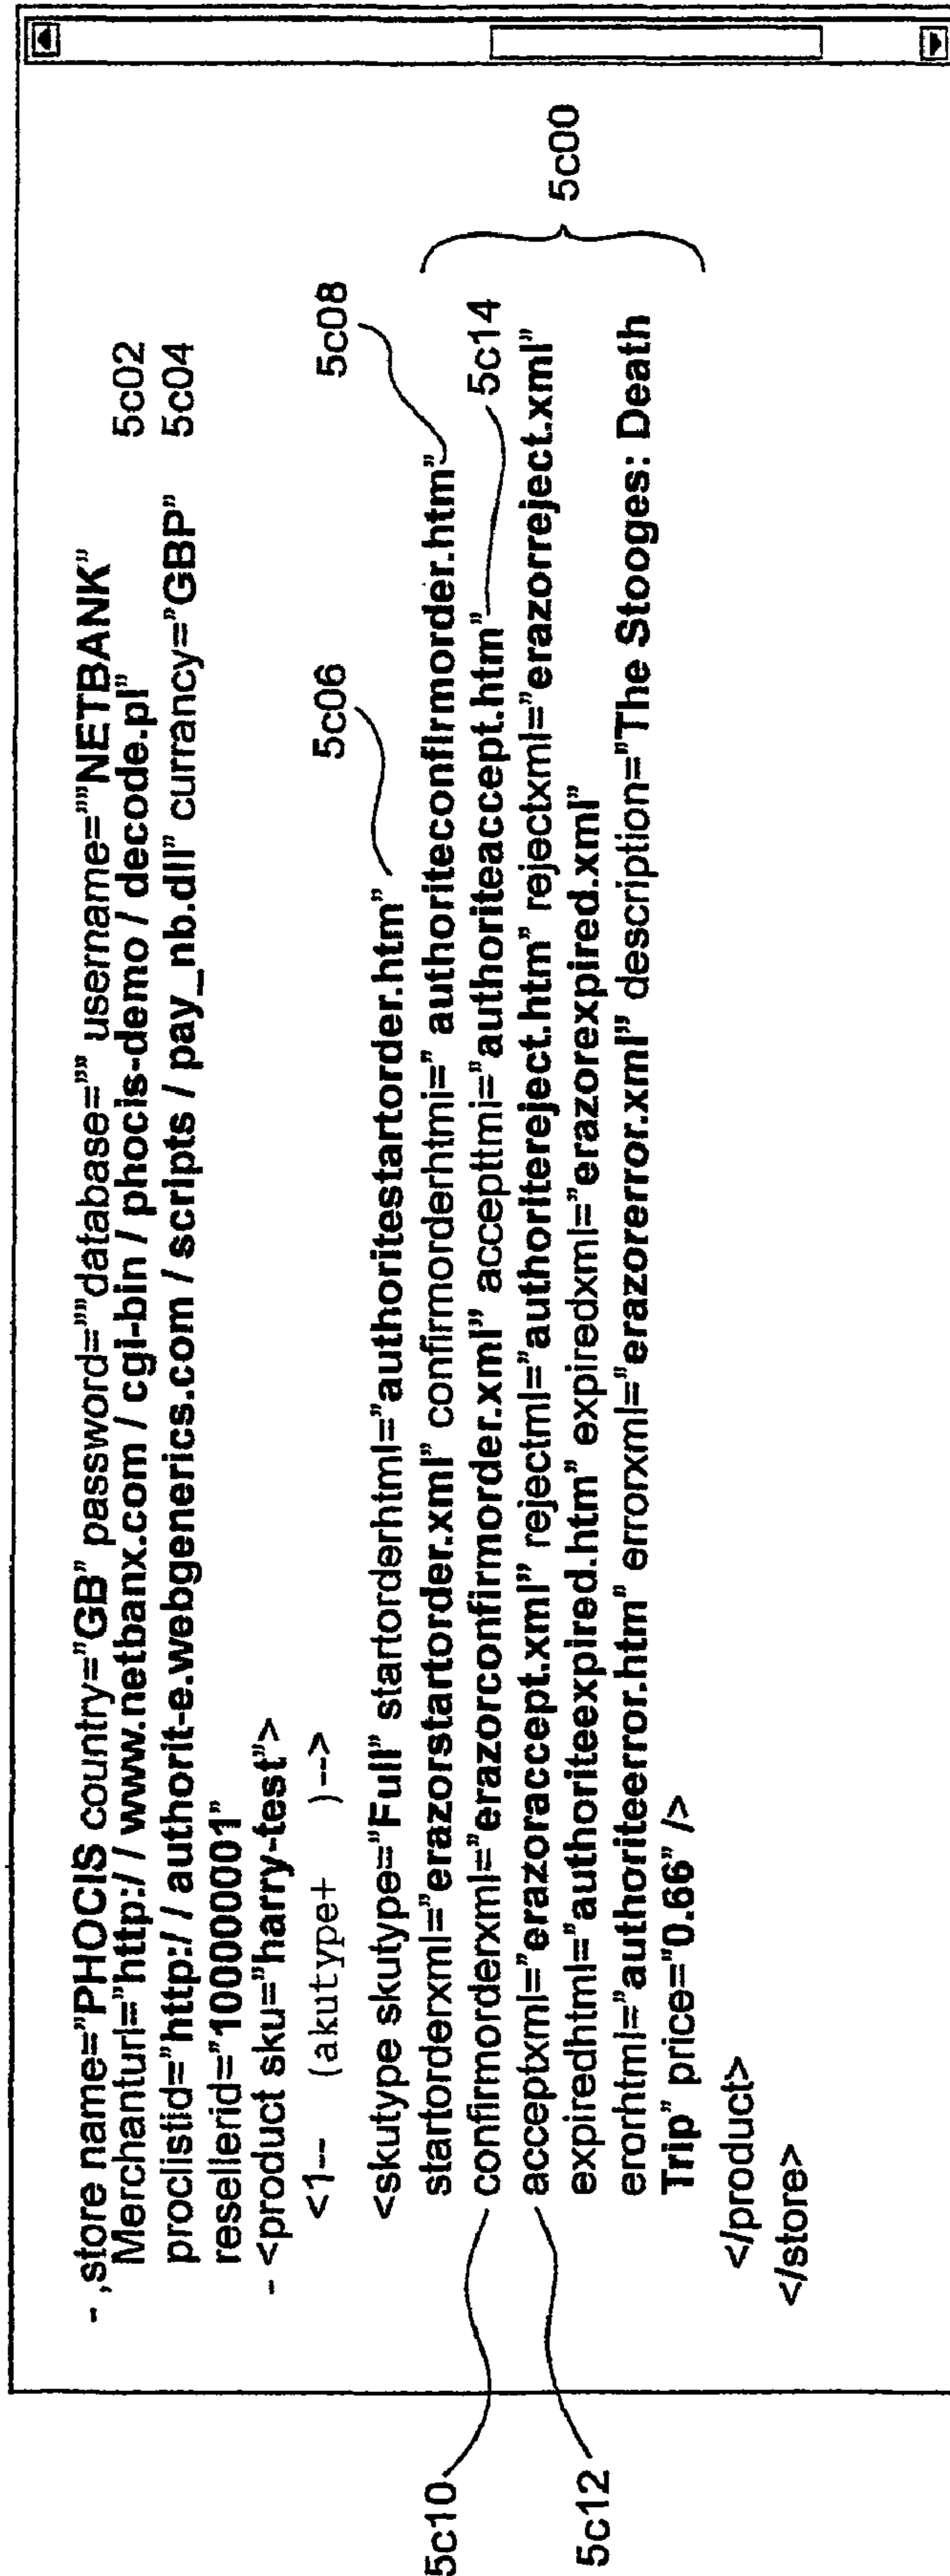 - ,store name="PHOCIS country="GB" password=""database="" username=""NETBANK" 5c02
Merchanturl="http:/ / www.netbanx.com / cgi-bin / phocis-demo / decode.pl" 5c04
proclistid="http:/ / authorit-e.webgenerics.com / scripts / pay_nb.dll" currancy="GBP"
resellerid="10000001"
- <product sku="harry-test">
<1-- (akutype+ )-->
5c06
5c08
<skutype skutype="Full" startorderhtml="authoritestartorder.htm"
startorderxml="erazorstartorder.xml" confirmorderhtml=" authoriteconfirmorder.htm"
5c10 confirmorderxml="erazorconfirmorder.xml" accepttml="authoriteaccept.htm" 5c14
5c12 acceptxml="erazoraccept.xml" rejectml="authoritereject.htm" rejectxml="erazorreject.xml"
5c00
expiredhtml="authoriteexpired.htm" expiredxml="erazorexpired.xml"
erorhtml="authoriteerror.htm" errorxml="erazorerror.xml" description="The Stooges: Death
Trip" price="0.66" />
</product>
</store>